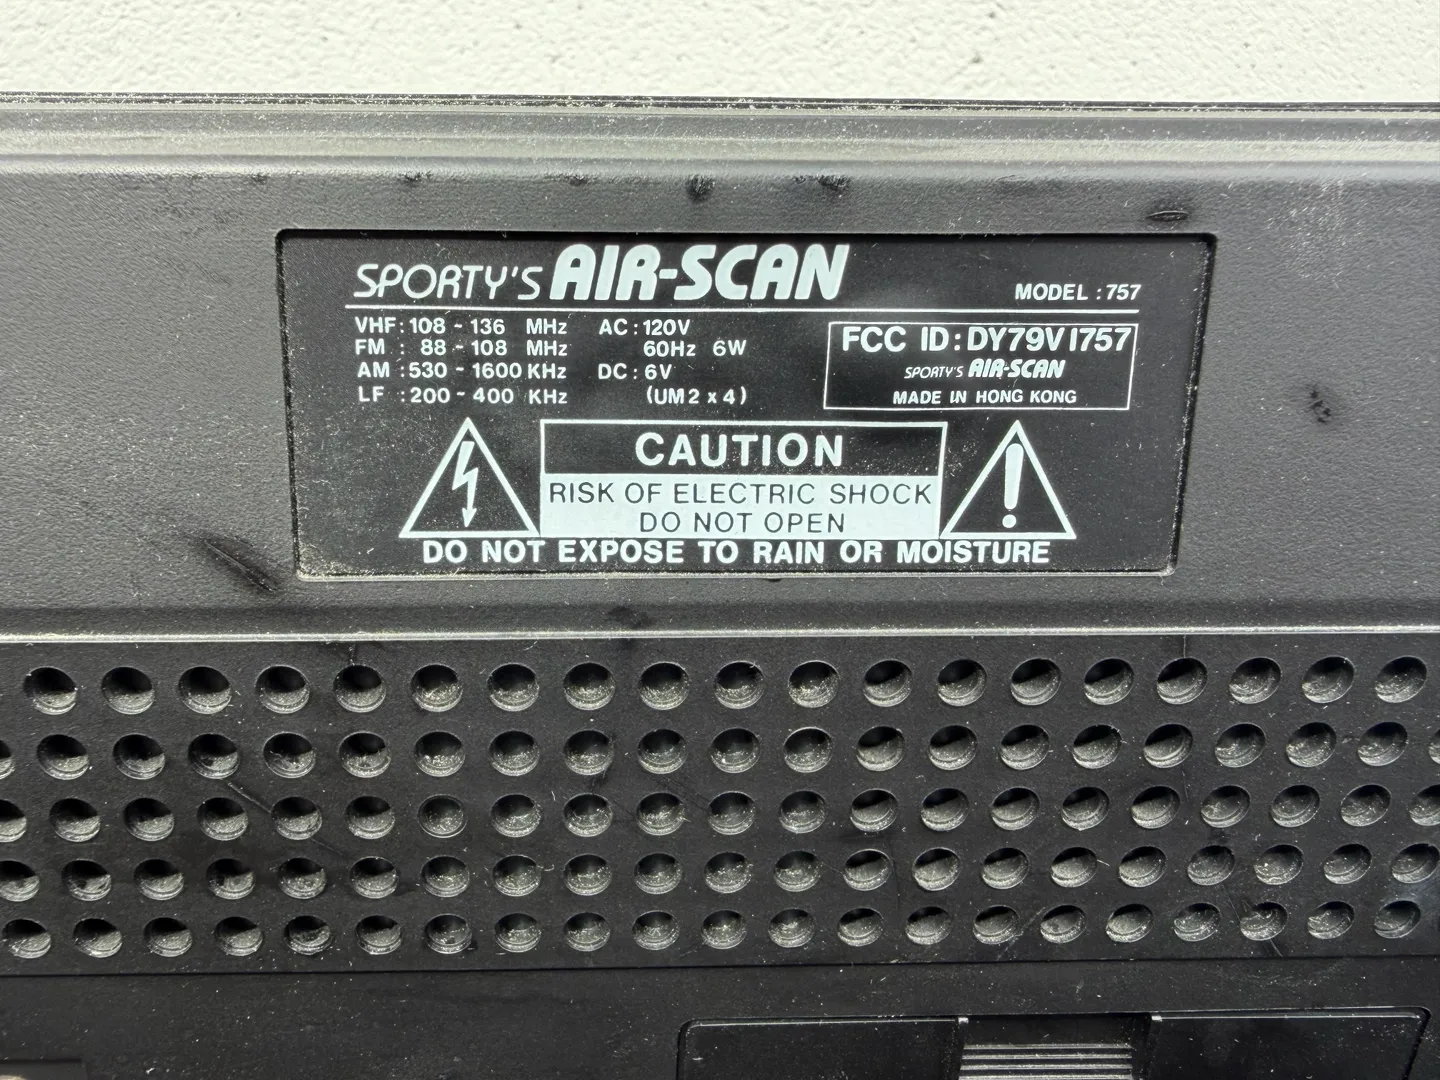 SPORTY'S AIR-SCAN
MODEL : 757
VHF : 108 - 136 MHz AC : 120V
FM : 88 - 108 MHz 60Hz 6W
AM : 530 - 1600 KHz DC : 6V
LF : 200 - 400 KHz (UM2 x 4)
FCC ID : DY79V1757
SPORTY'S AIR-SCAN
MADE IN HONG KONG
CAUTION
RISK OF ELECTRIC SHOCK
DO NOT OPEN
DO NOT EXPOSE TO RAIN OR MOISTURE